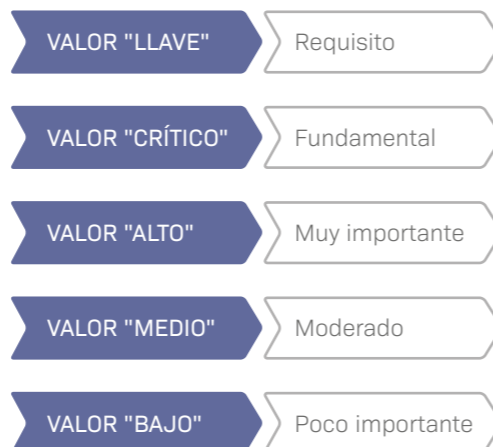 VALOR "LLAVE"
Requisito
VALOR "CRÍTICO"
Fundamental
VALOR "ALTO"
Muy importante
VALOR "MEDIO"
Moderado
VALOR "BAJO"
Poco importante